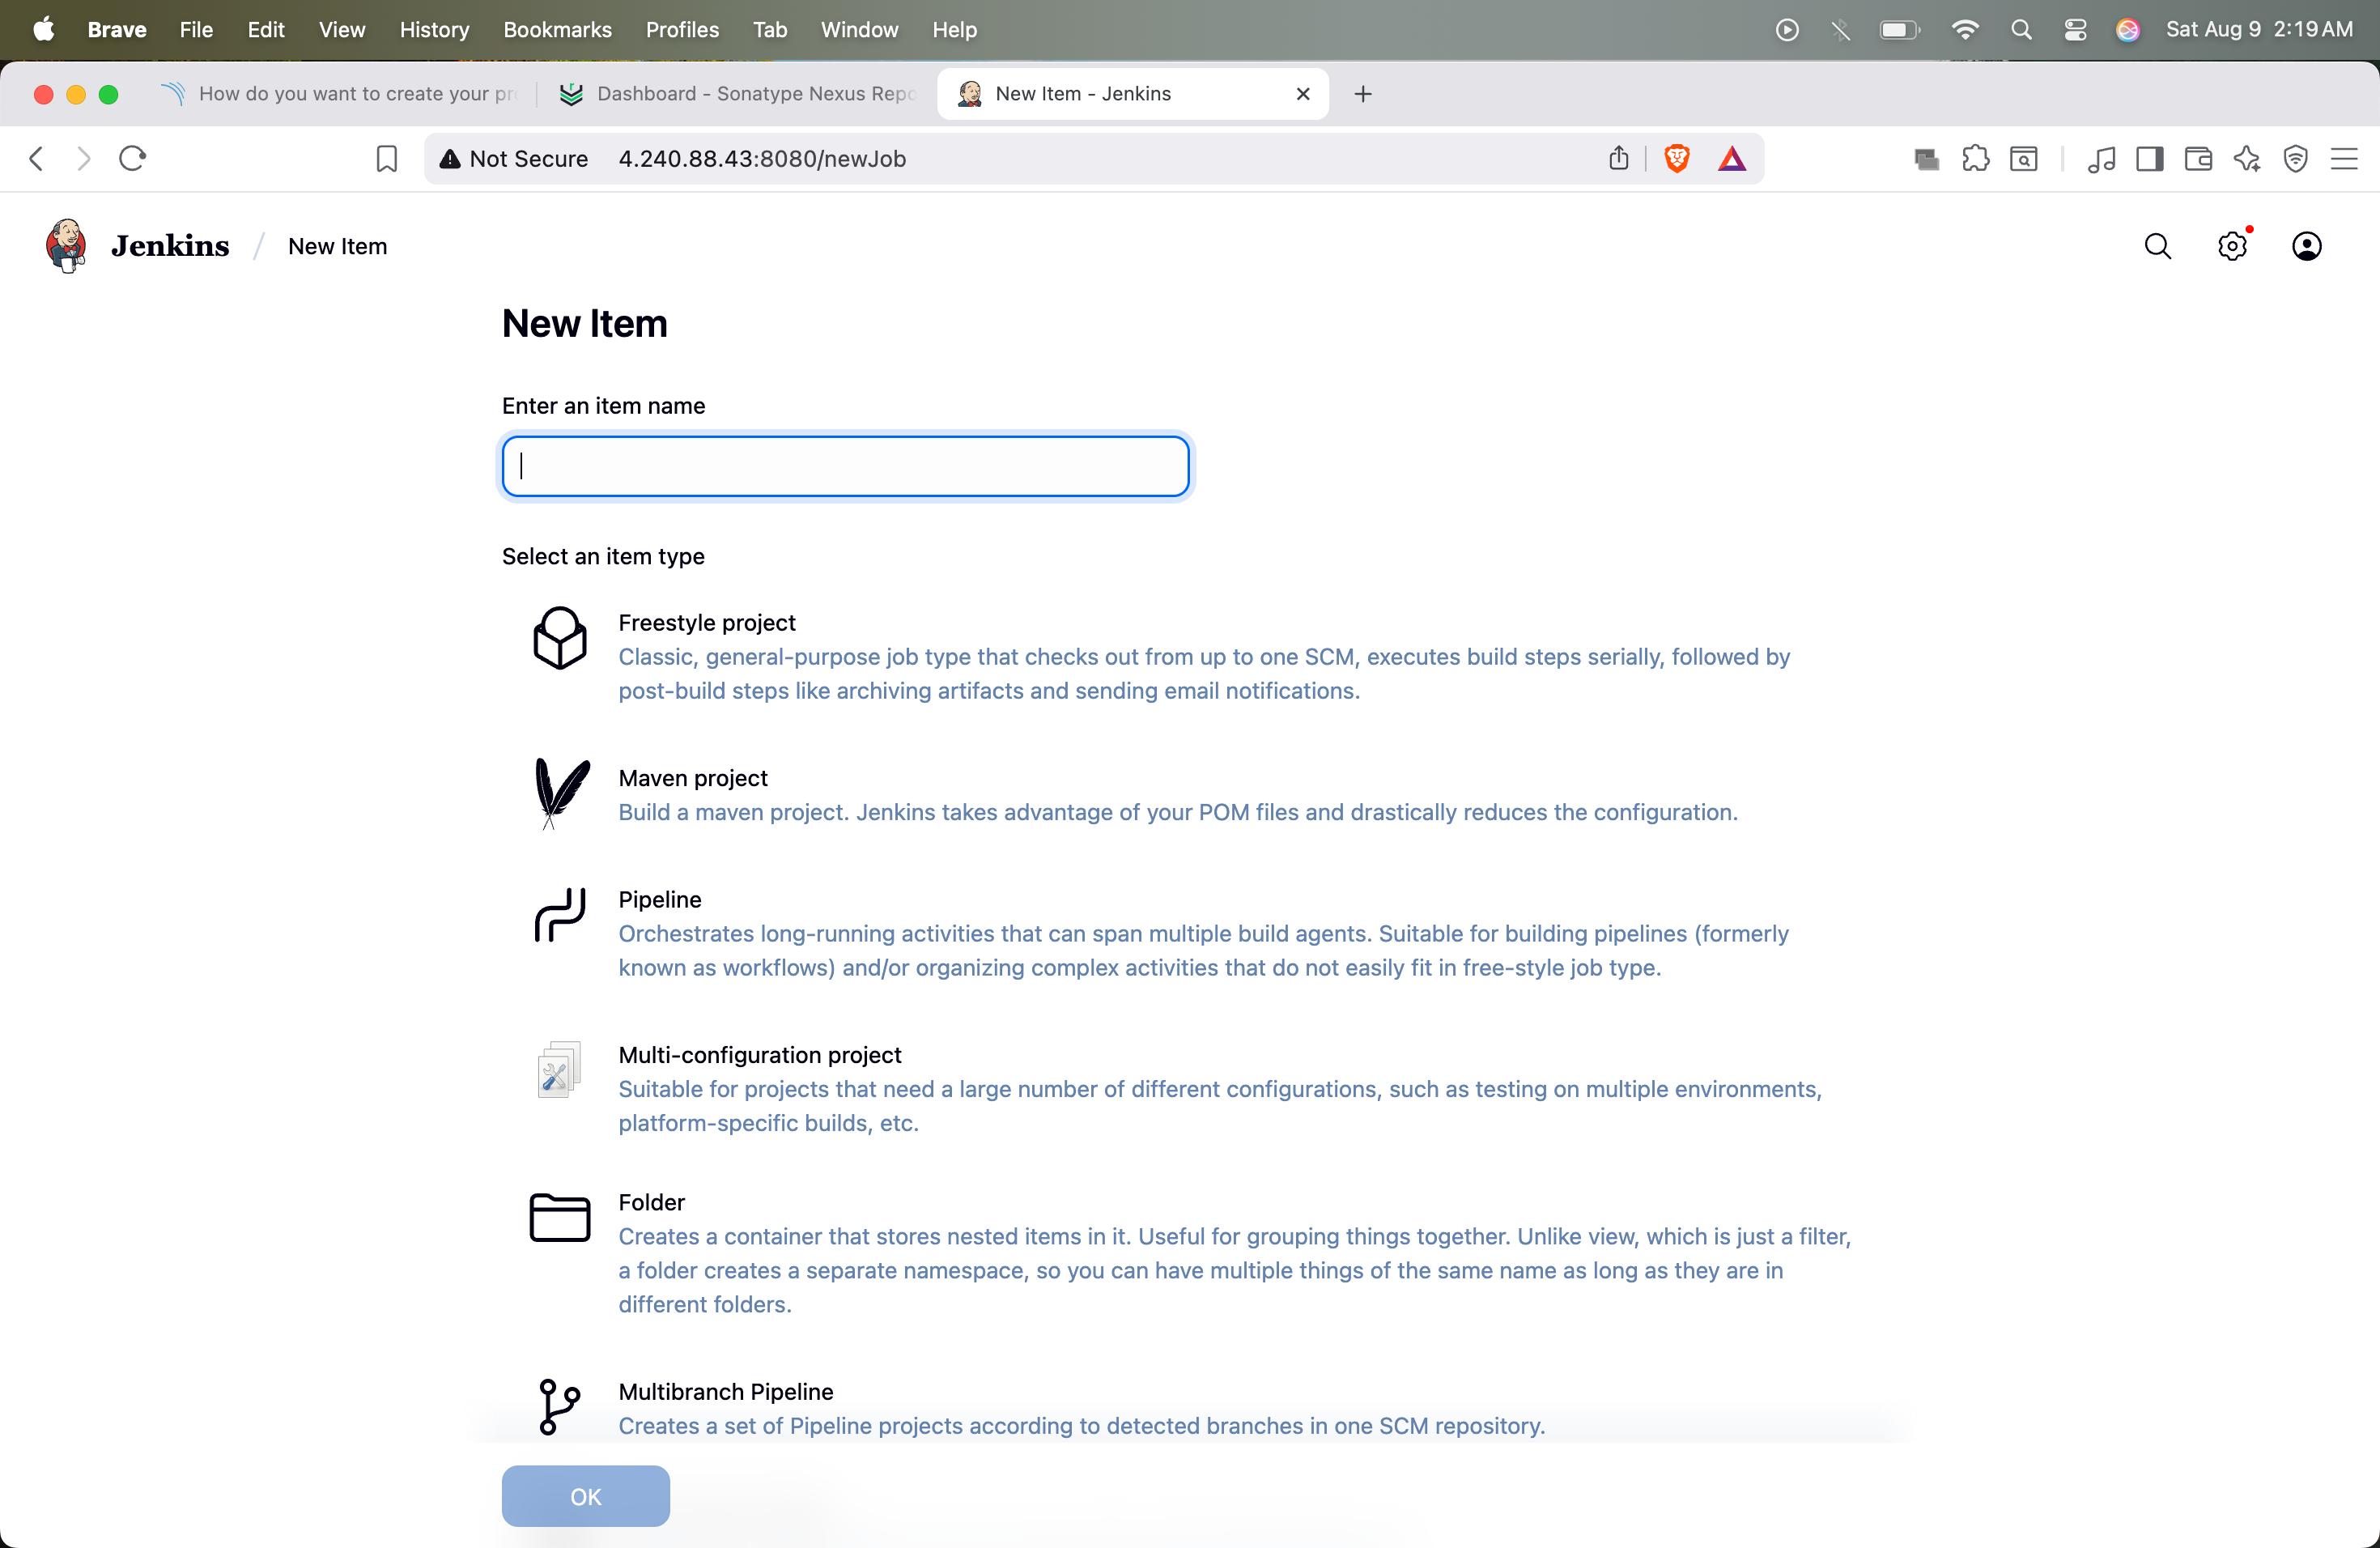 Brave File Edit View History Bookmarks Profiles Tab Window Help Sat Aug 9 2:19 AM
How do you want to create your pr Dashboard - Sonatype Nexus Repo New Item - Jenkins
Not Secure 4.240.88.43:8080/newJob
Jenkins / New Item
New Item
Enter an item name
Select an item type
Freestyle project
Classic, general-purpose job type that checks out from up to one SCM, executes build steps serially, followed by
post-build steps like archiving artifacts and sending email notifications.
Maven project
Build a maven project. Jenkins takes advantage of your POM files and drastically reduces the configuration.
Pipeline
Orchestrates long-running activities that can span multiple build agents. Suitable for building pipelines (formerly
known as workflows) and/or organizing complex activities that do not easily fit in free-style job type.
Multi-configuration project
Suitable for projects that need a large number of different configurations, such as testing on multiple environments,
platform-specific builds, etc.
Folder
Creates a container that stores nested items in it. Useful for grouping things together. Unlike view, which is just a filter,
a folder creates a separate namespace, so you can have multiple things of the same name as long as they are in
different folders.
Multibranch Pipeline
Creates a set of Pipeline projects according to detected branches in one SCM repository.
OK